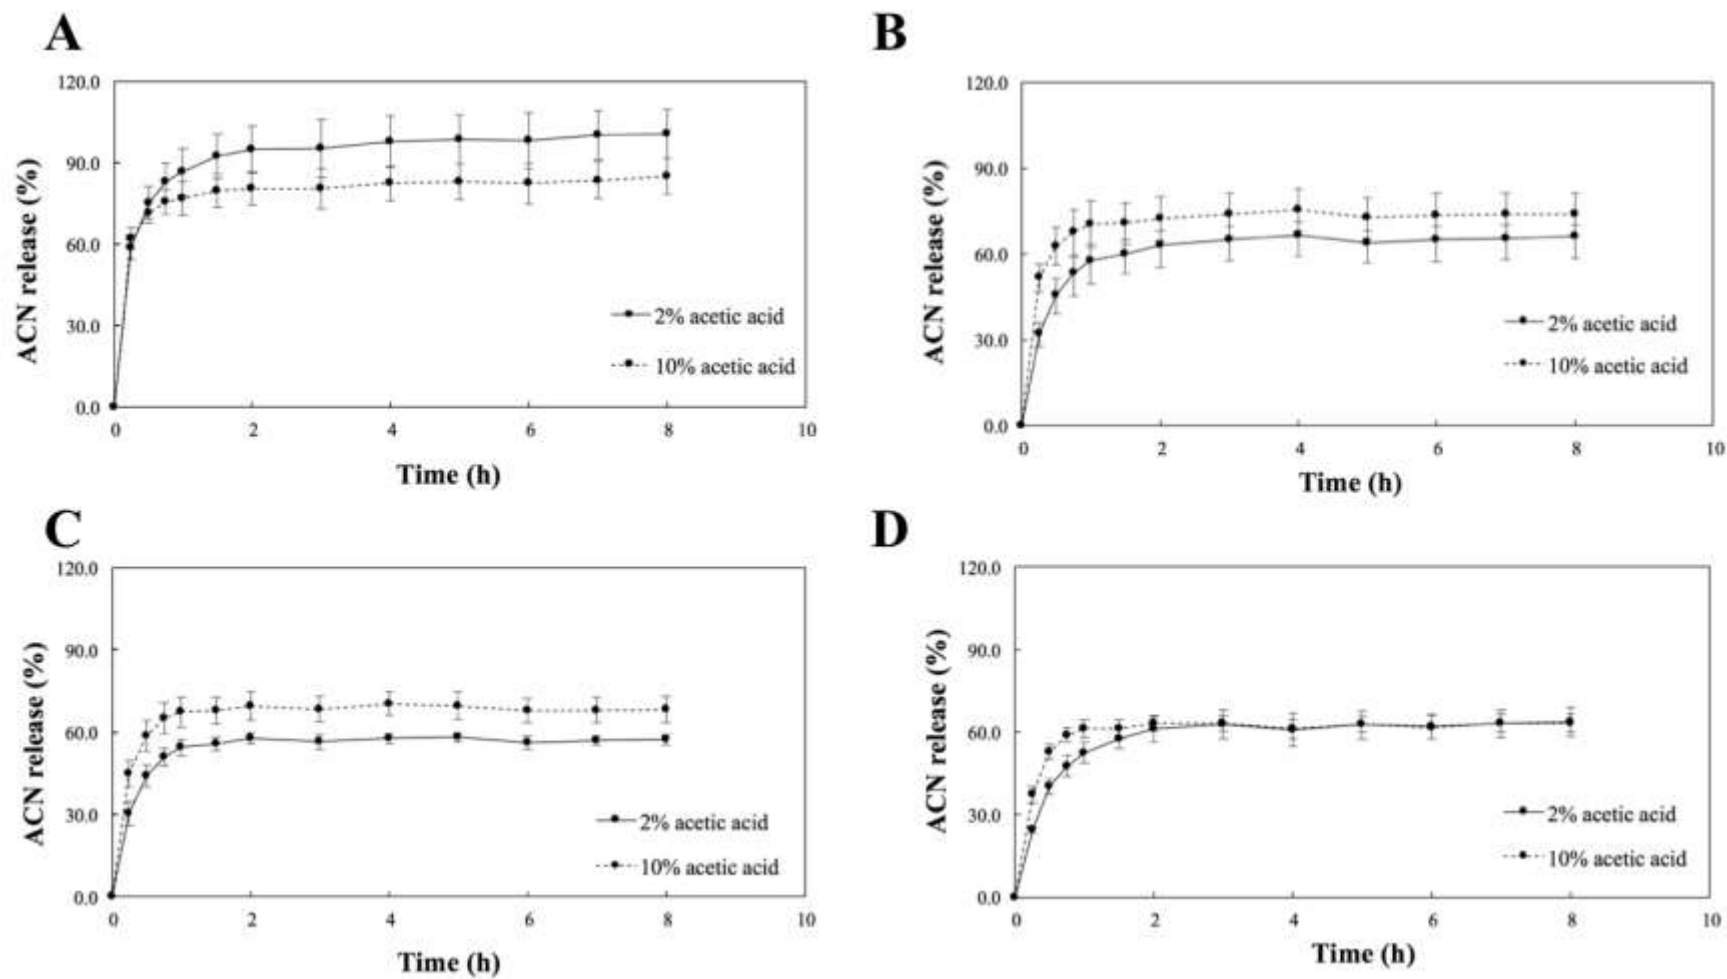 A
120.0
90.0
60.0
30.0
0.0
ACN release (%)
0 2 4 6 8 10
Time (h)
2% acetic acid
10% acetic acid
B
120.0
90.0
60.0
30.0
0.0
ACN release (%)
0 2 4 6 8 10
Time (h)
2% acetic acid
10% acetic acid
C
120.0
90.0
60.0
30.0
0.0
ACN release (%)
0 2 4 6 8 10
Time (h)
2% acetic acid
10% acetic acid
D
120.0
90.0
60.0
30.0
0.0
ACN release (%)
0 2 4 6 8 10
Time (h)
2% acetic acid
10% acetic acid